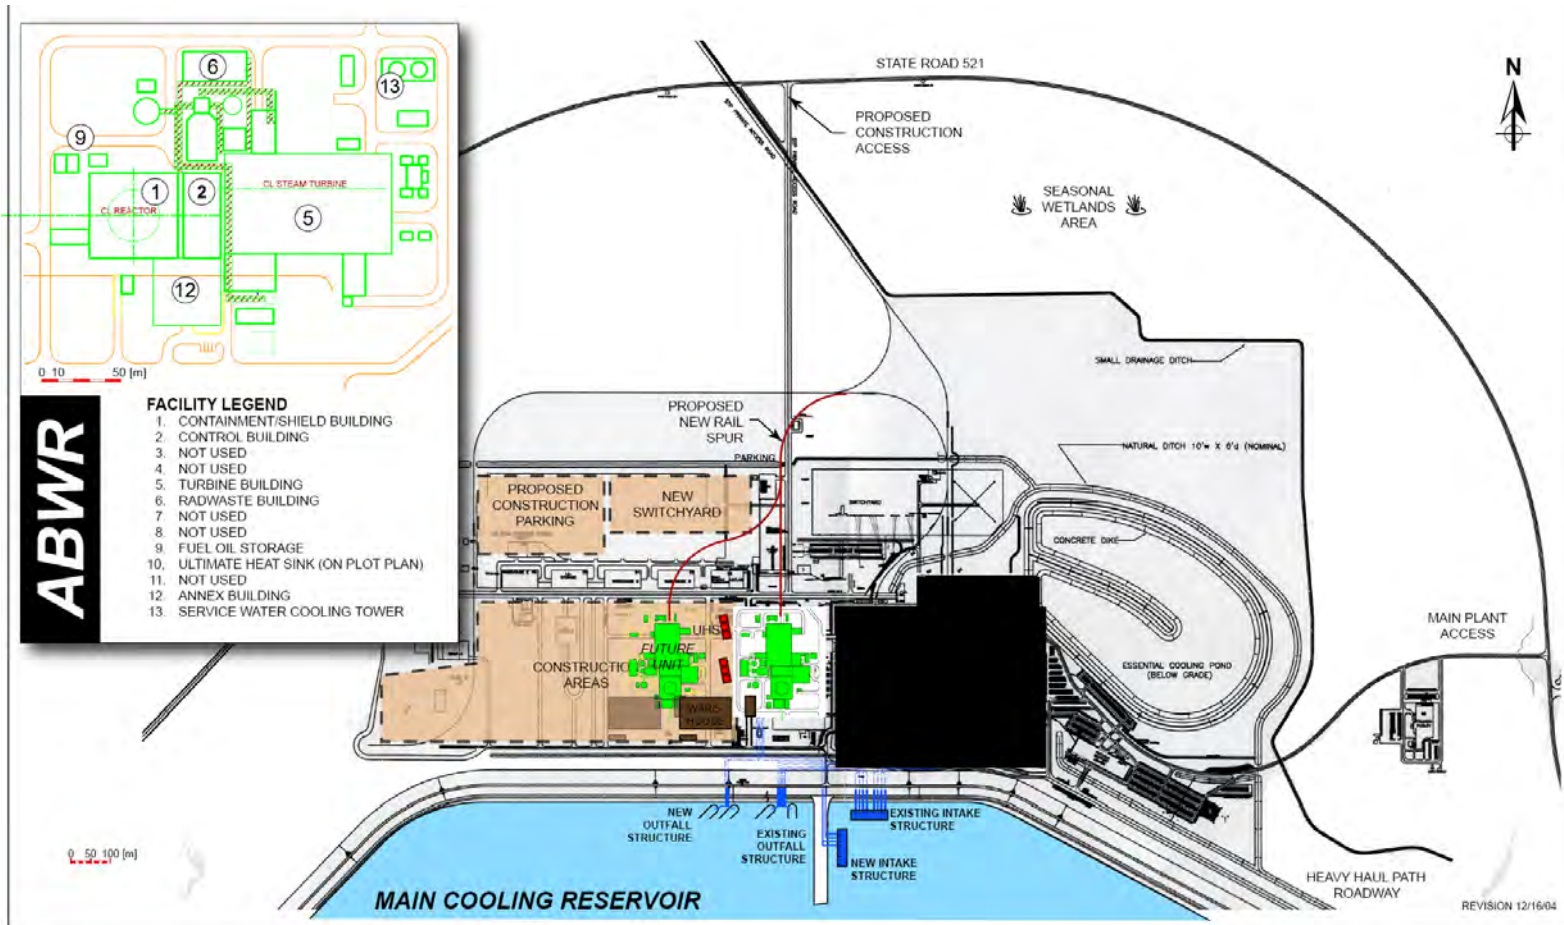 6
13
9
1
2
CL STEAM TURBINE
CL REACTOR
5
12
0 10 50 [m]
ABWR
FACILITY LEGEND
1. CONTAINMENT/SHIELD BUILDING
2. CONTROL BUILDING
3. NOT USED
4. NOT USED
5. TURBINE BUILDING
6. RADWASTE BUILDING
7. NOT USED
8. NOT USED
9. FUEL OIL STORAGE
10. ULTIMATE HEAT SINK (ON PLOT PLAN)
11. NOT USED
12. ANNEX BUILDING
13. SERVICE WATER COOLING TOWER
STATE ROAD 521
N
PROPOSED
CONSTRUCTION
ACCESS
SEASONAL
WETLANDS
AREA
SMALL DRAINAGE DITCH
PROPOSED
NEW RAIL
SPUR
NATURAL DITCH 10'w X 6'd (NOMINAL)
PARKING
PROPOSED
CONSTRUCTION
PARKING
NEW
SWITCHYARD
SWITCHYARD
CONCRETE DIKE
MAIN PLANT
ACCESS
UHS
FUTURE
UNIT
CONSTRUCTIO
AREAS
ESSENTIAL COOLING POND
(BELOW GRADE)
WARE-
HOUSE
NEW
OUTFALL
STRUCTURE
EXISTING
OUTFALL
STRUCTURE
EXISTING INTAKE
STRUCTURE
NEW INTAKE
STRUCTURE
0 50 100 [m]
MAIN COOLING RESERVOIR
HEAVY HAUL PATH
ROADWAY
REVISION 12/16/04